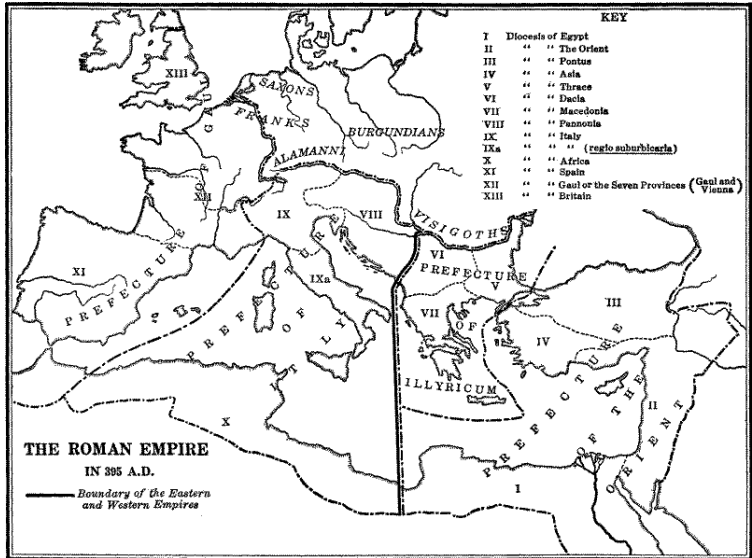 KEY
I Diocesis of Egypt
II “ “ The Orient
III “ “ Pontus
IV “ “ Asia
V “ “ Thrace
VI “ “ Dacia
VII “ “ Macedonia
VIII “ “ Pannonia
IX “ “ Italy
IXa “ “ “ (regio suburbicaria)
X “ “ Africa
XI “ “ Spain
XII “ “ Gaul or the Seven Provinces (Gaul and Vienna)
XIII “ “ Britain
XIII
SAXONS
FRANKS
BURGUNDIANS
ALAMANNI
VISIGOTHS
PREFECTURE OF GAUL
XII
IX
VIII
XI
IXa
PREFECTURE OF ITALY
VI
PREFECTURE
V
VII
OF
ILLYRICUM
III
IV
PREFECTURE OF THE ORIENT
II
X
I
THE ROMAN EMPIRE
IN 395 A.D.
Boundary of the Eastern
and Western Empires